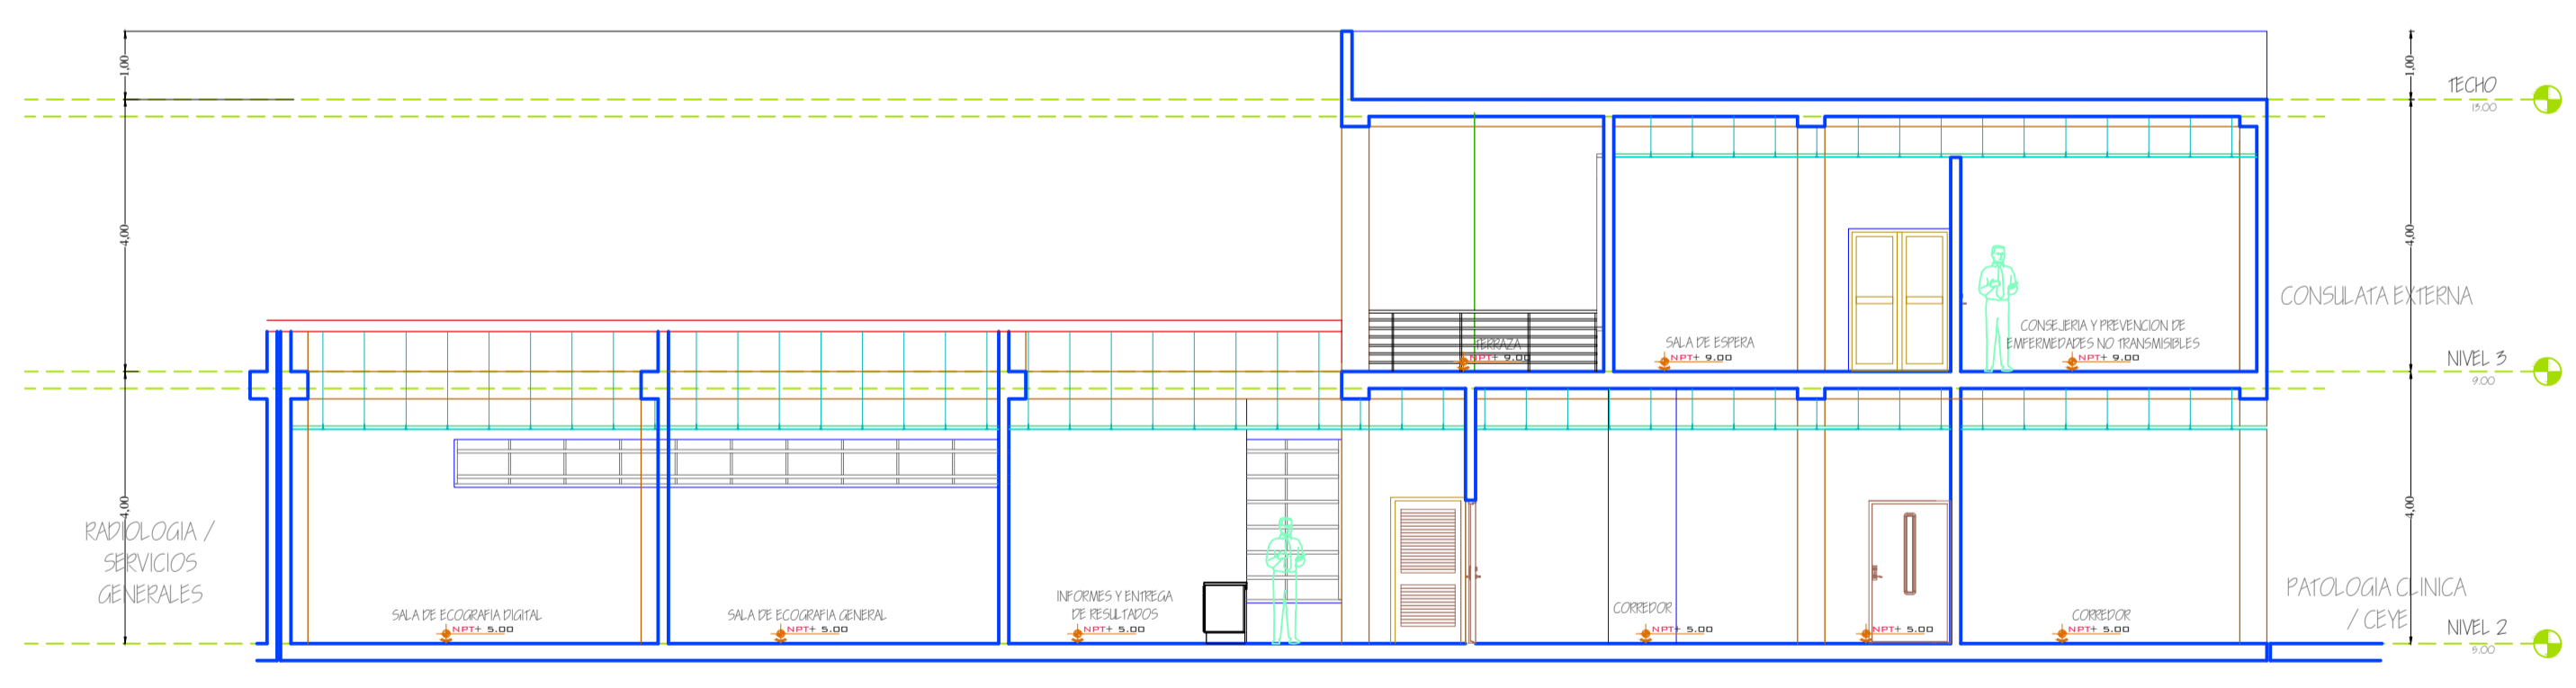 1,00
1,00
TECHO
13.00
4,00
4,00
CONSULATA EXTERNA
TERRAZA
NPT+ 9.00
SALA DE ESPERA
NPT+ 9.00
CONSEJERIA Y PREVENCION DE
ENFERMEDADES NO TRANSMISIBLES
NPT+ 9.00
NIVEL 3
9.00
4,00
4,00
RADIOLOGIA /
SERVICIOS
GENERALES
SALA DE ECOGRAFIA DIGITAL
NPT+ 5.00
SALA DE ECOGRAFIA GENERAL
NPT+ 5.00
INFORMES Y ENTREGA
DE RESULTADOS
NPT+ 5.00
CORREDOR
NPT+ 5.00
NPT+ 5.00
CORREDOR
NPT+ 5.00
PATOLOGIA CLINICA
/ CEYE
NIVEL 2
5.00